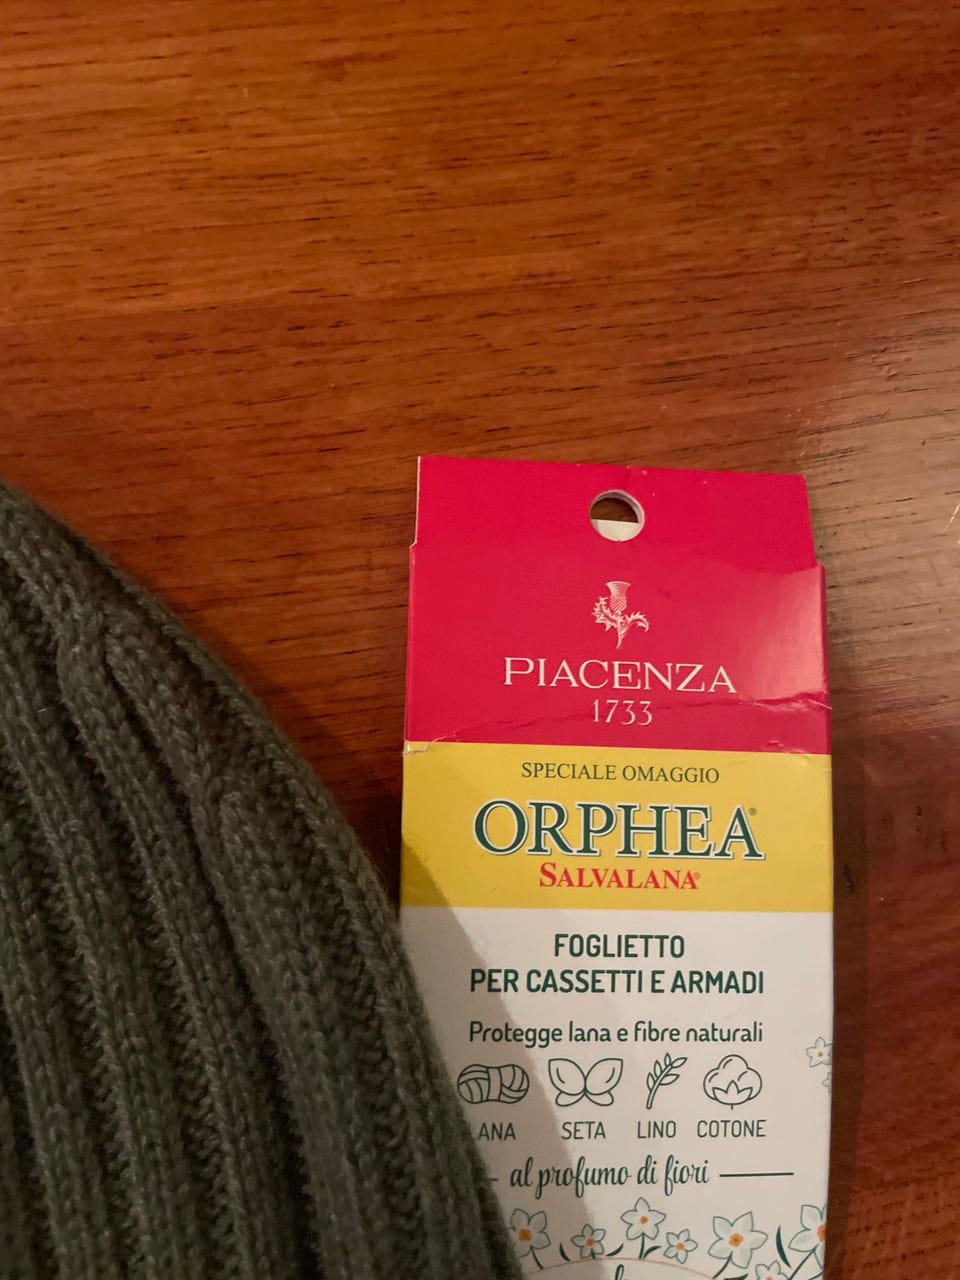 PIACENZA
1733
SPECIALE OMAGGIO
ORPHEA®
SALVALANA®
FOGLIETTO
PER CASSETTI E ARMADI
Protegge lana e fibre naturali
LANA SETA LINO COTONE
al profumo di fiori